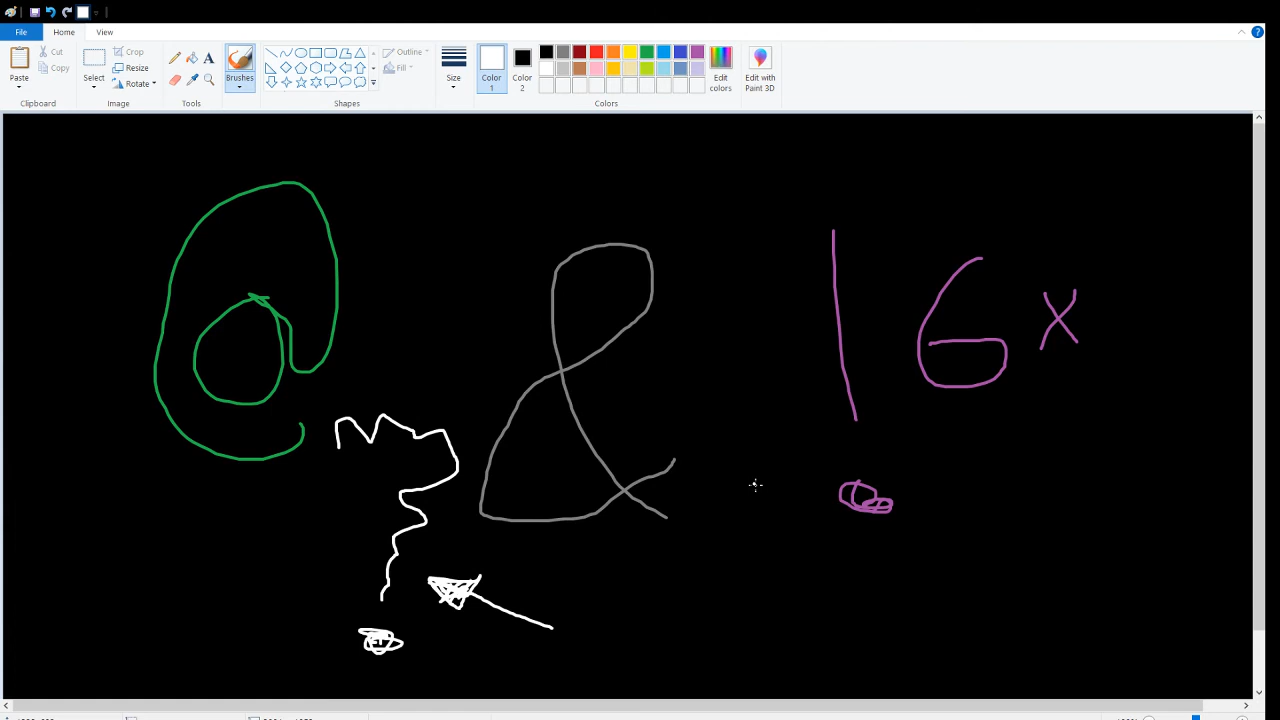 File Home View
Paste
Cut
Copy
Clipboard
Select
Crop
Resize
Rotate
Image
Tools
Brushes
Shapes
Outline
Fill
Size
Color 1
Color 2
Edit colors
Colors
Edit with Paint 3D
@ & ! 6 x
?